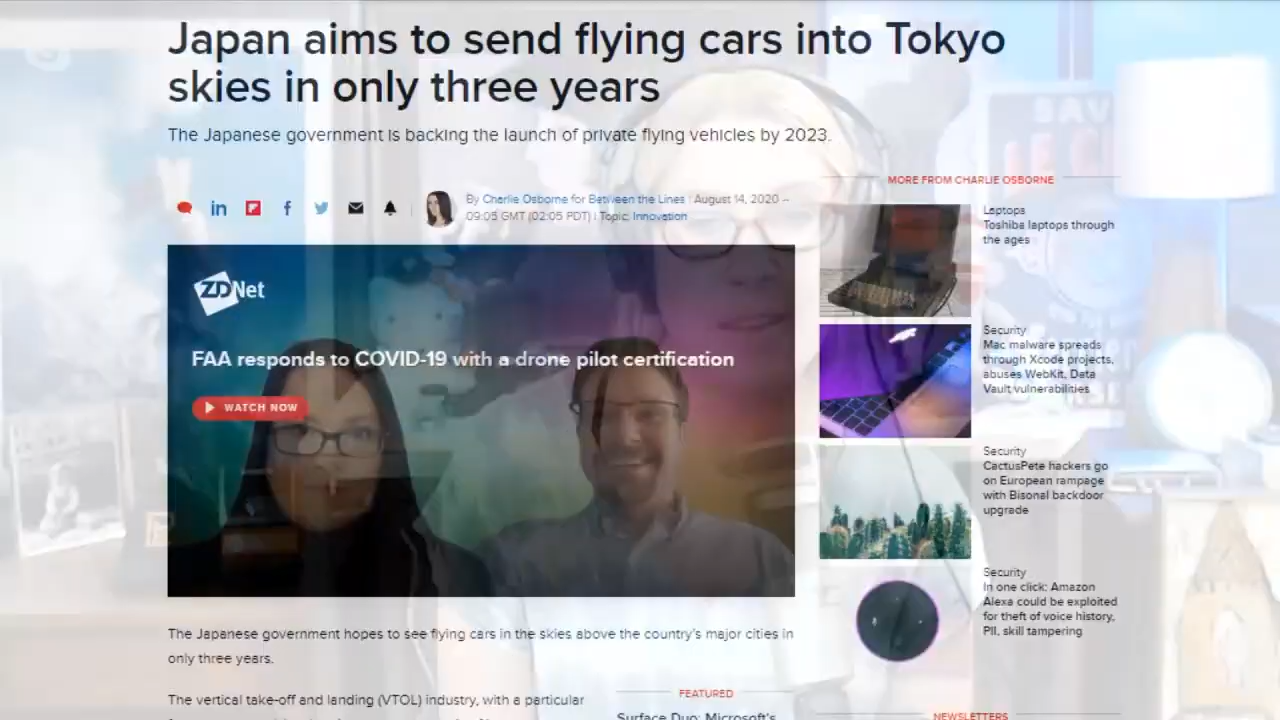 Japan aims to send flying cars into Tokyo
skies in only three years
The Japanese government is backing the launch of private flying vehicles by 2023.
By Charlie Osborne for Between the Lines | August 14, 2020 --
09:05 GMT (02:05 PDT) | Topic: Innovation
ZDNet
FAA responds to COVID-19 with a drone pilot certification
WATCH NOW
The Japanese government hopes to see flying cars in the skies above the country's major cities in
only three years.
The vertical take-off and landing (VTOL) industry, with a particular
MORE FROM CHARLIE OSBORNE
Laptops
Toshiba laptops through
the ages
Security
Mac malware spreads
through Xcode projects,
abuses WebKit, Data
Vault vulnerabilities
Security
CactusPete hackers go
on European rampage
with Bisonal backdoor
upgrade
Security
In one click: Amazon
Alexa could be exploited
for theft of voice history,
PII, skill tampering
FEATURED
Surface Duo: Microsoft's
NEWSLETTERS
SAV